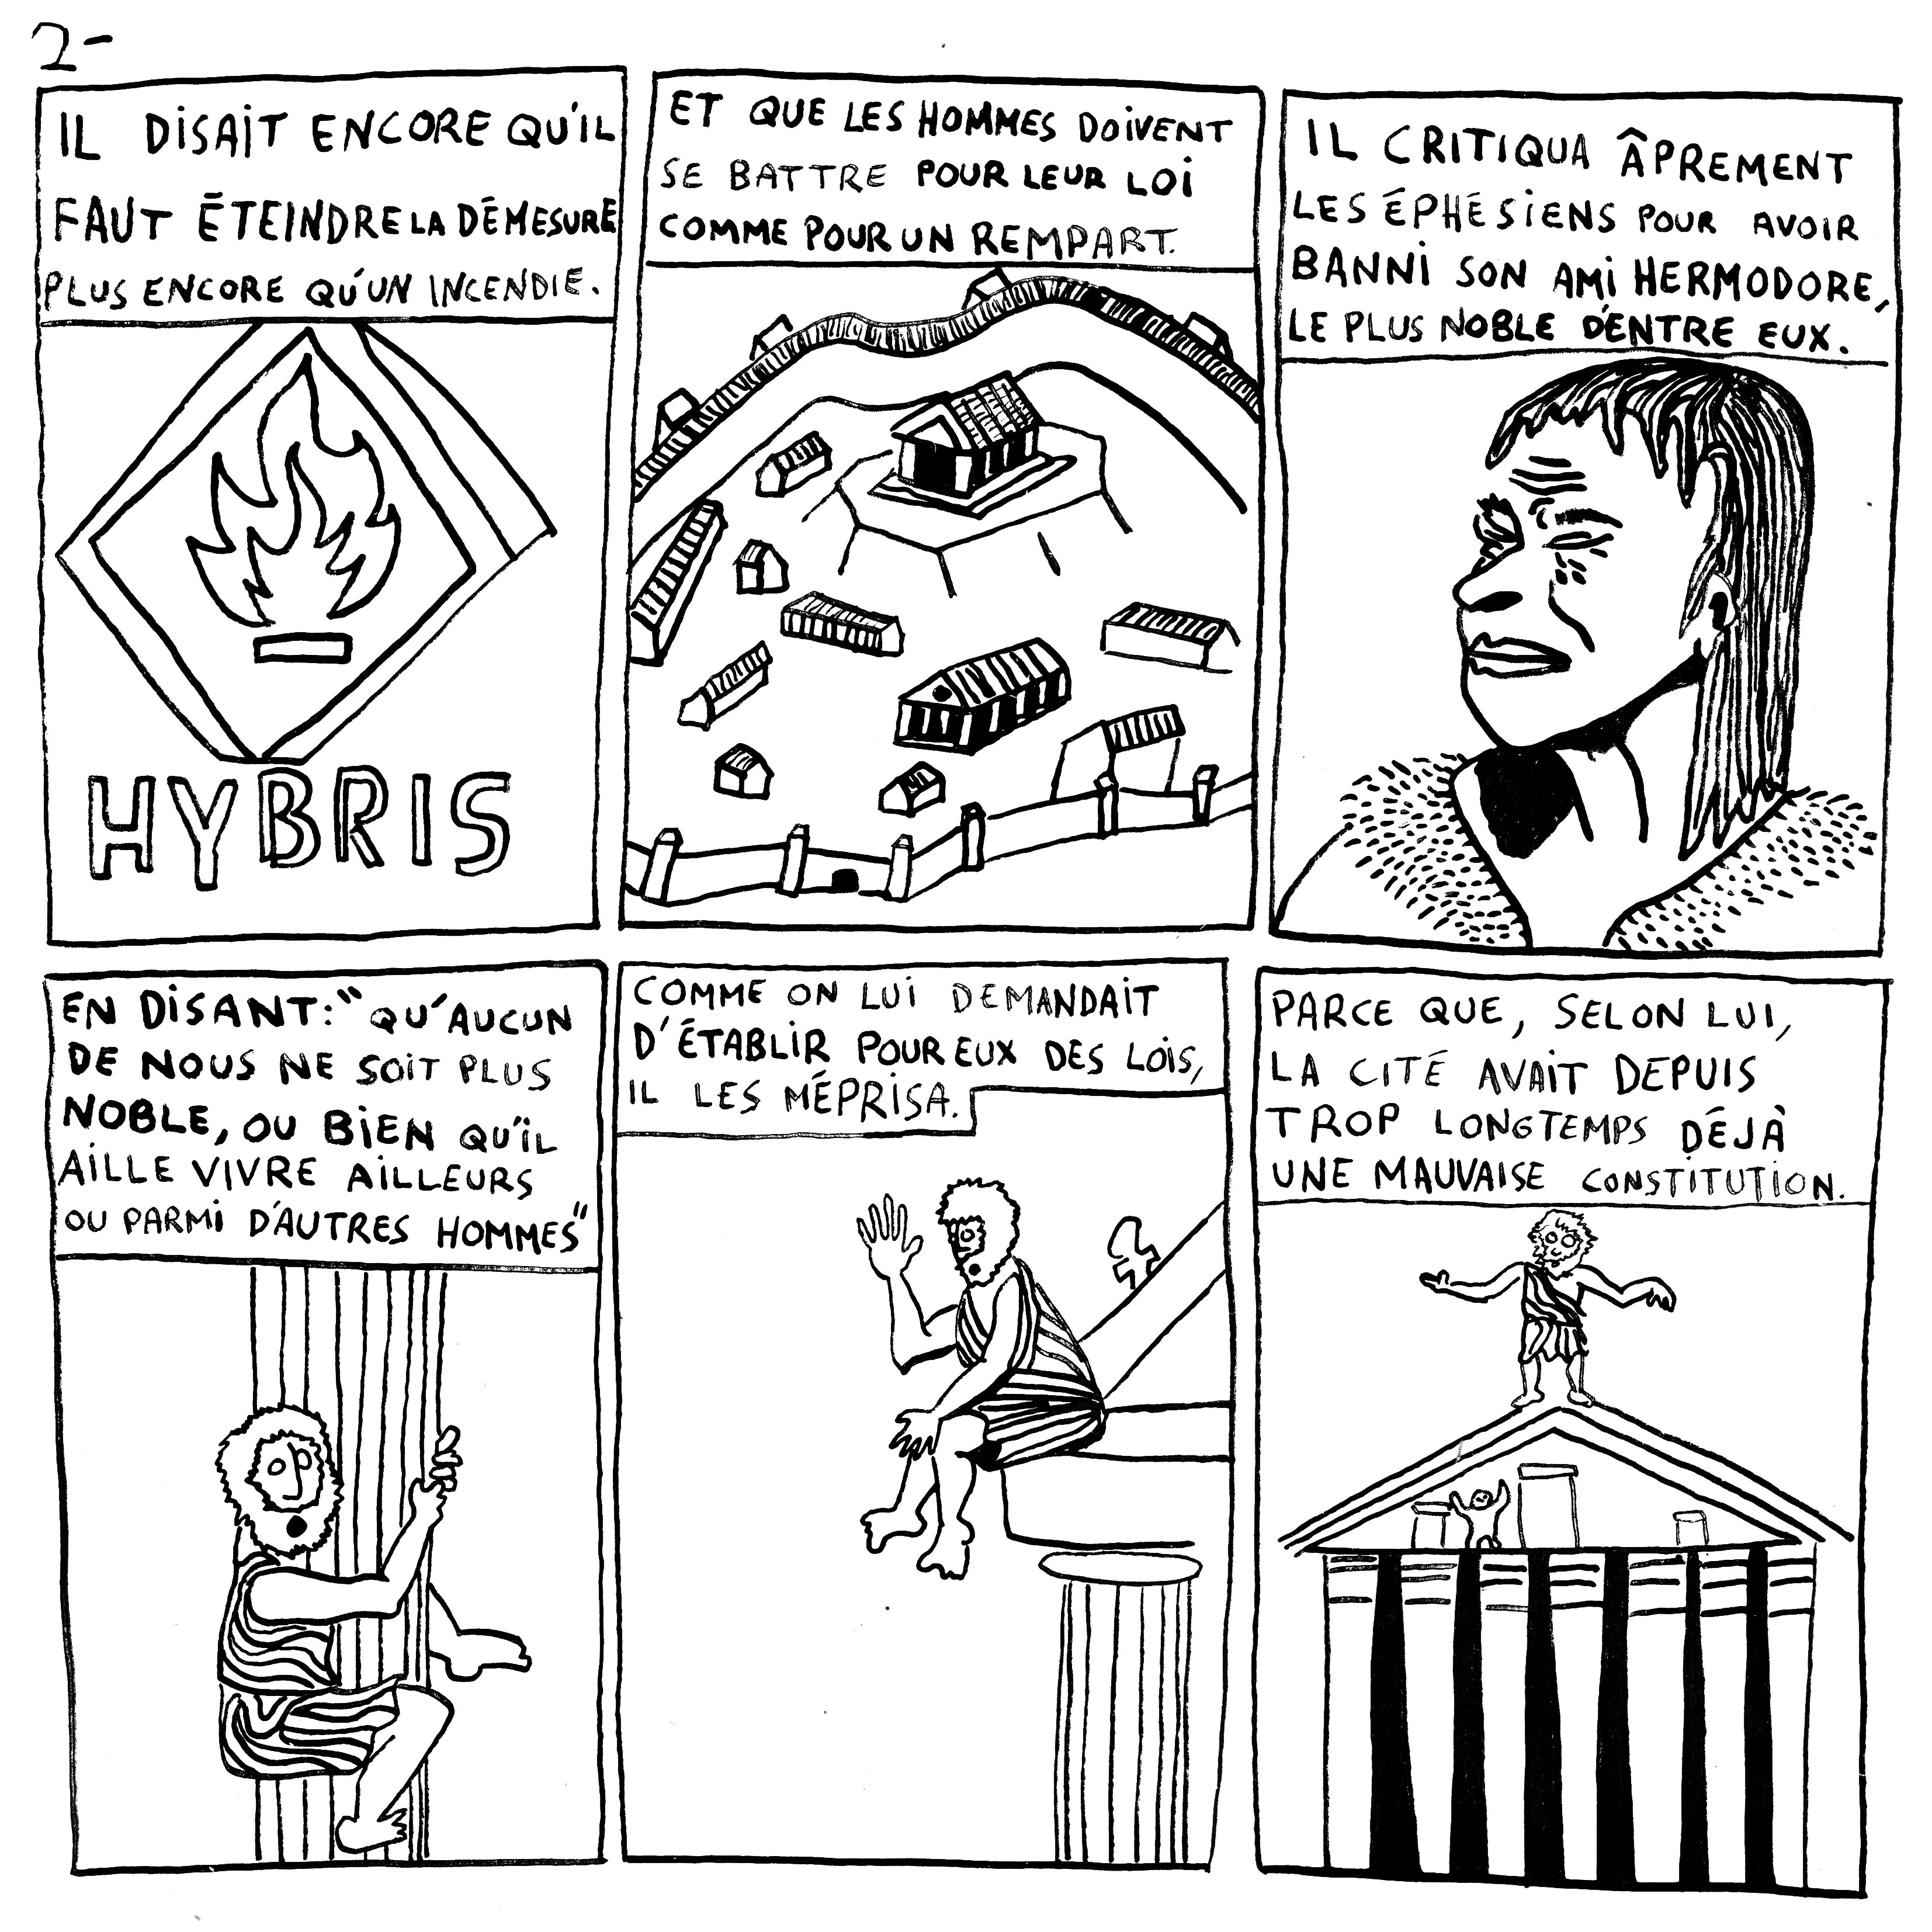 2-
IL DISAIT ENCORE QU'IL
FAUT ÉTEINDRE LA DÉMESURE
PLUS ENCORE QU'UN INCENDIE.
HYBRIS
ET QUE LES HOMMES DOIVENT
SE BATTRE POUR LEUR LOI
COMME POUR UN REMPART.
IL CRITIQUA ÂPREMENT
LES ÉPHÉSIENS POUR AVOIR
BANNI SON AMI HERMODORE,
LE PLUS NOBLE D'ENTRE EUX.
EN DISANT: "QU'AUCUN
DE NOUS NE SOIT PLUS
NOBLE, OU BIEN QU'IL
AILLE VIVRE AILLEURS
OU PARMI D'AUTRES HOMMES"
COMME ON LUI DEMANDAIT
D'ÉTABLIR POUR EUX DES LOIS,
IL LES MÉPRISA.
PARCE QUE, SELON LUI,
LA CITÉ AVAIT DEPUIS
TROP LONGTEMPS DÉJÀ
UNE MAUVAISE CONSTITUTION.